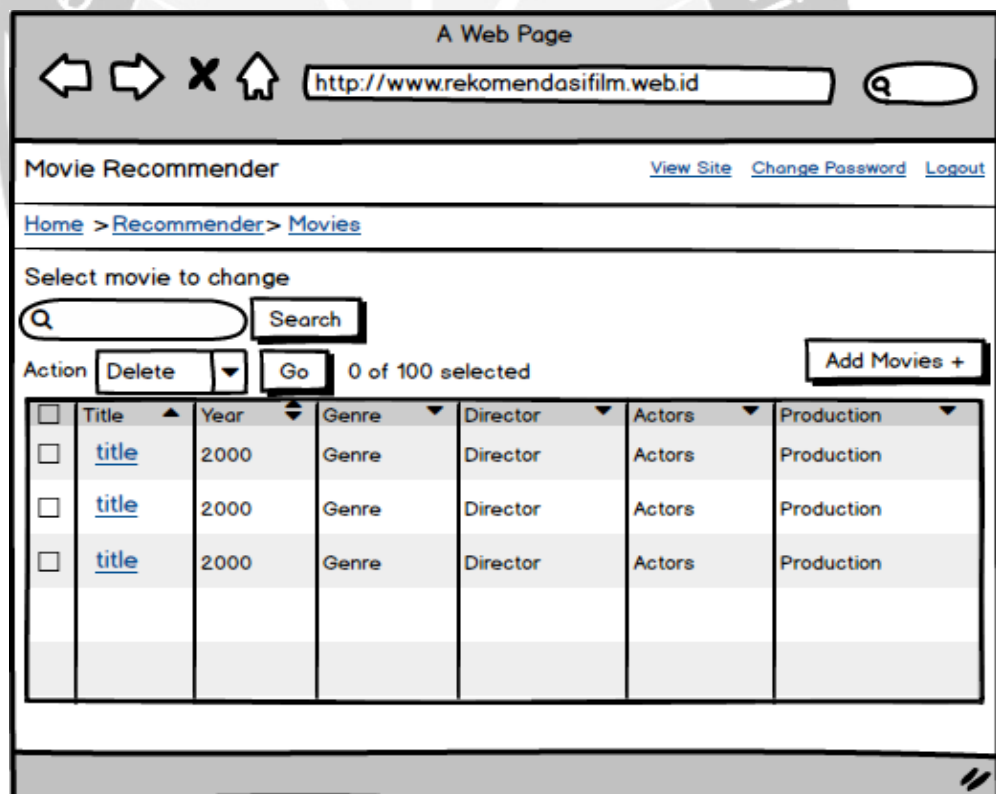 A Web Page
http://www.rekomendasifilm.web.id
Movie Recommender View Site Change Password Logout
Home > Recommender > Movies
Select movie to change
Search
Action Delete Go 0 of 100 selected Add Movies +
Title Year Genre Director Actors Production
title 2000 Genre Director Actors Production
title 2000 Genre Director Actors Production
title 2000 Genre Director Actors Production